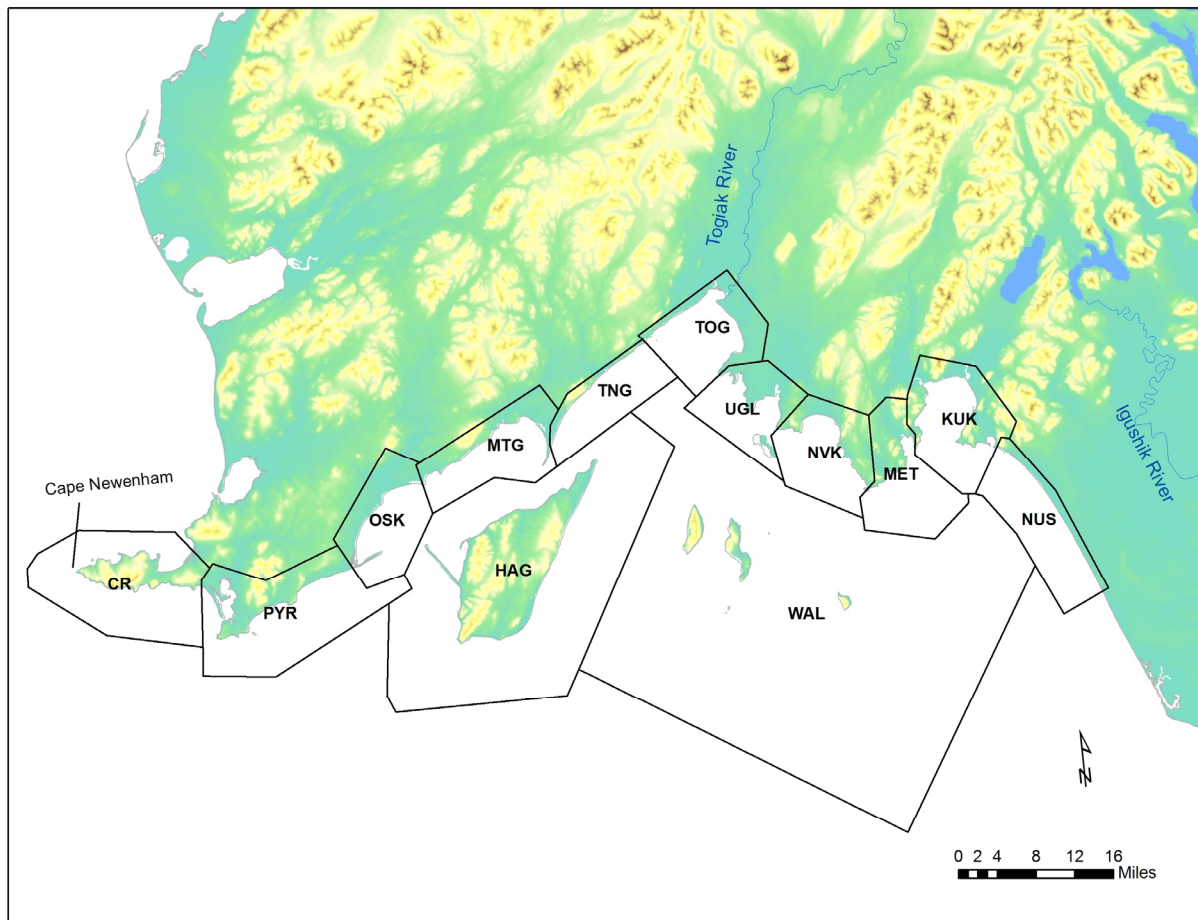 Togiak River
TOG
TNG
UGL
KUK
MTG
NVK
MET
Igushik River
Cape Newenham
OSK
NUS
HAG
CR
PYR
WAL
N
0 2 4 8 12 16
Miles